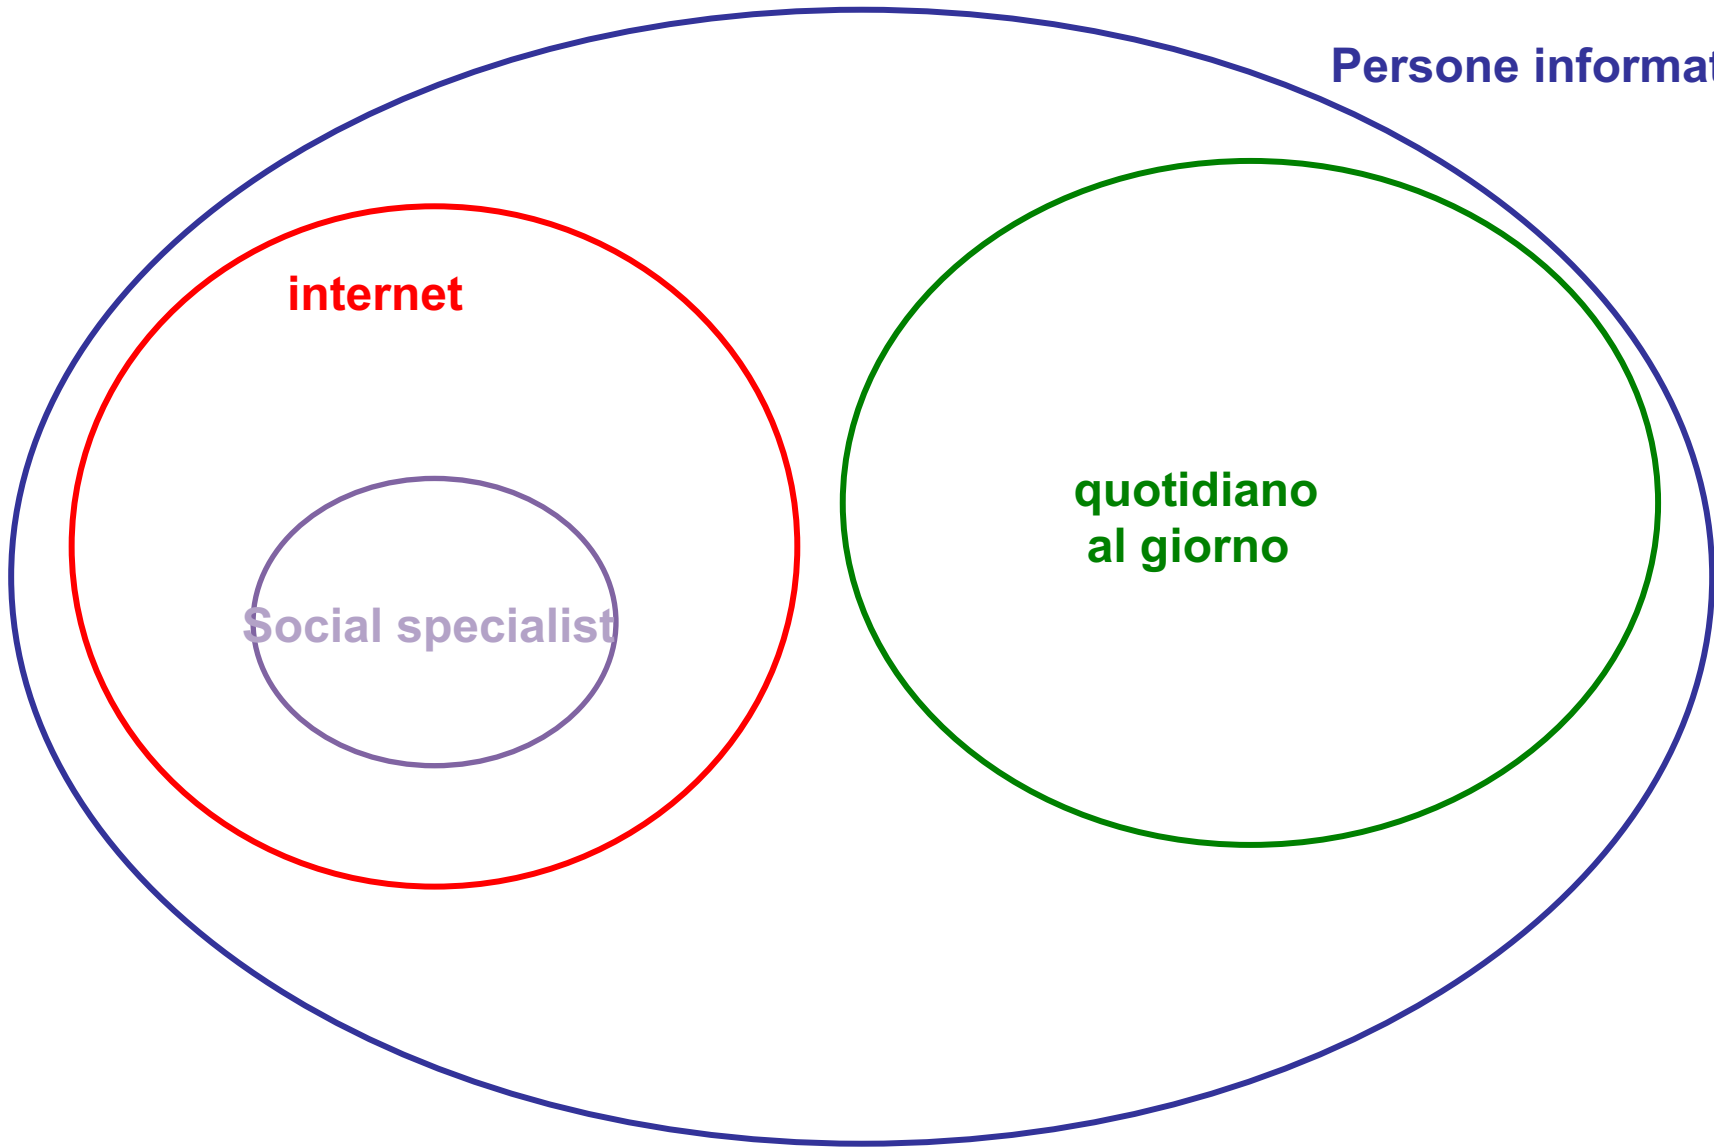 Persone informat
internet
quotidiano
al giorno
Social specialist